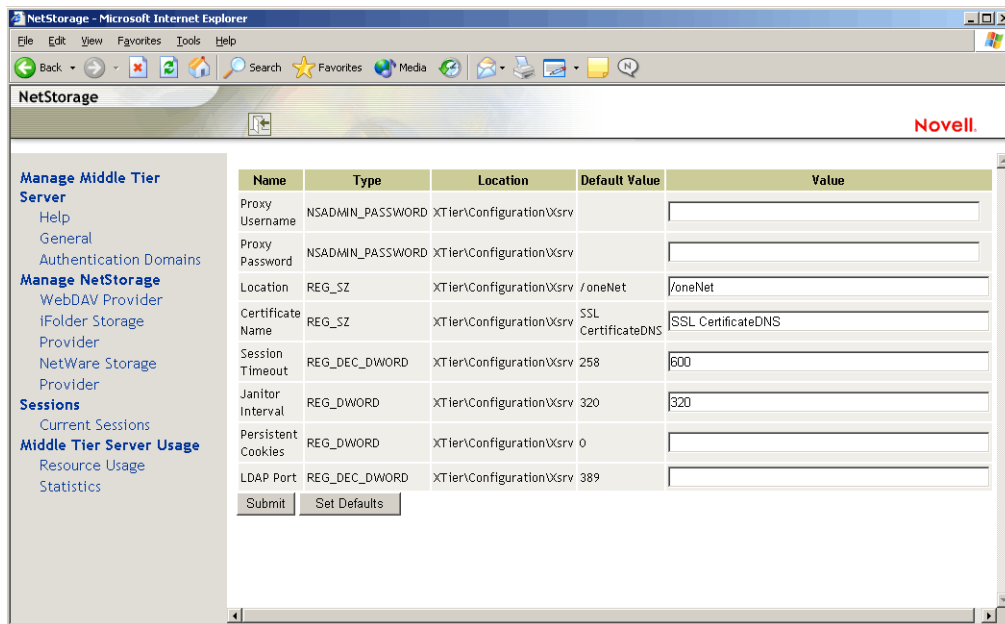 NetStorage - Microsoft Internet Explorer
File Edit View Favorites Tools Help
Back Search Favorites Media
NetStorage
Novell.
Manage Middle Tier
Server
Help
General
Authentication Domains
Manage NetStorage
WebDAV Provider
iFolder Storage
Provider
NetWare Storage
Provider
Sessions
Current Sessions
Middle Tier Server Usage
Resource Usage
Statistics
Name Type Location Default Value Value
Proxy
Username NSADMIN_PASSWORD XTier\Configuration\Xsrv
Proxy
Password NSADMIN_PASSWORD XTier\Configuration\Xsrv
Location REG_SZ XTier\Configuration\Xsrv /oneNet /oneNet
Certificate
Name REG_SZ XTier\Configuration\Xsrv SSL
CertificateDNS SSL CertificateDNS
Session
Timeout REG_DEC_DWORD XTier\Configuration\Xsrv 258 600
Janitor
Interval REG_DWORD XTier\Configuration\Xsrv 320 320
Persistent
Cookies REG_DWORD XTier\Configuration\Xsrv 0
LDAP Port REG_DEC_DWORD XTier\Configuration\Xsrv 389
Submit Set Defaults